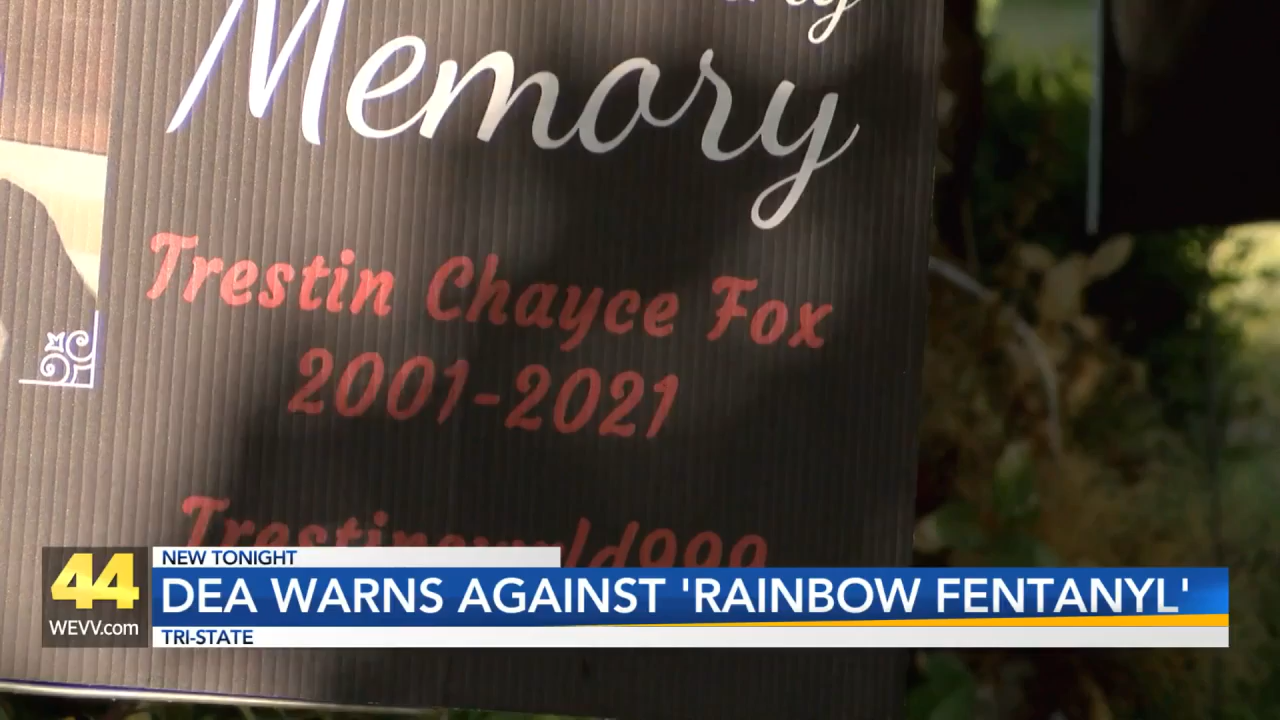 Memory
Trestin Chayce Fox
2001-2021
44
WEVV.com
NEW TONIGHT
DEA WARNS AGAINST 'RAINBOW FENTANYL'
TRI-STATE